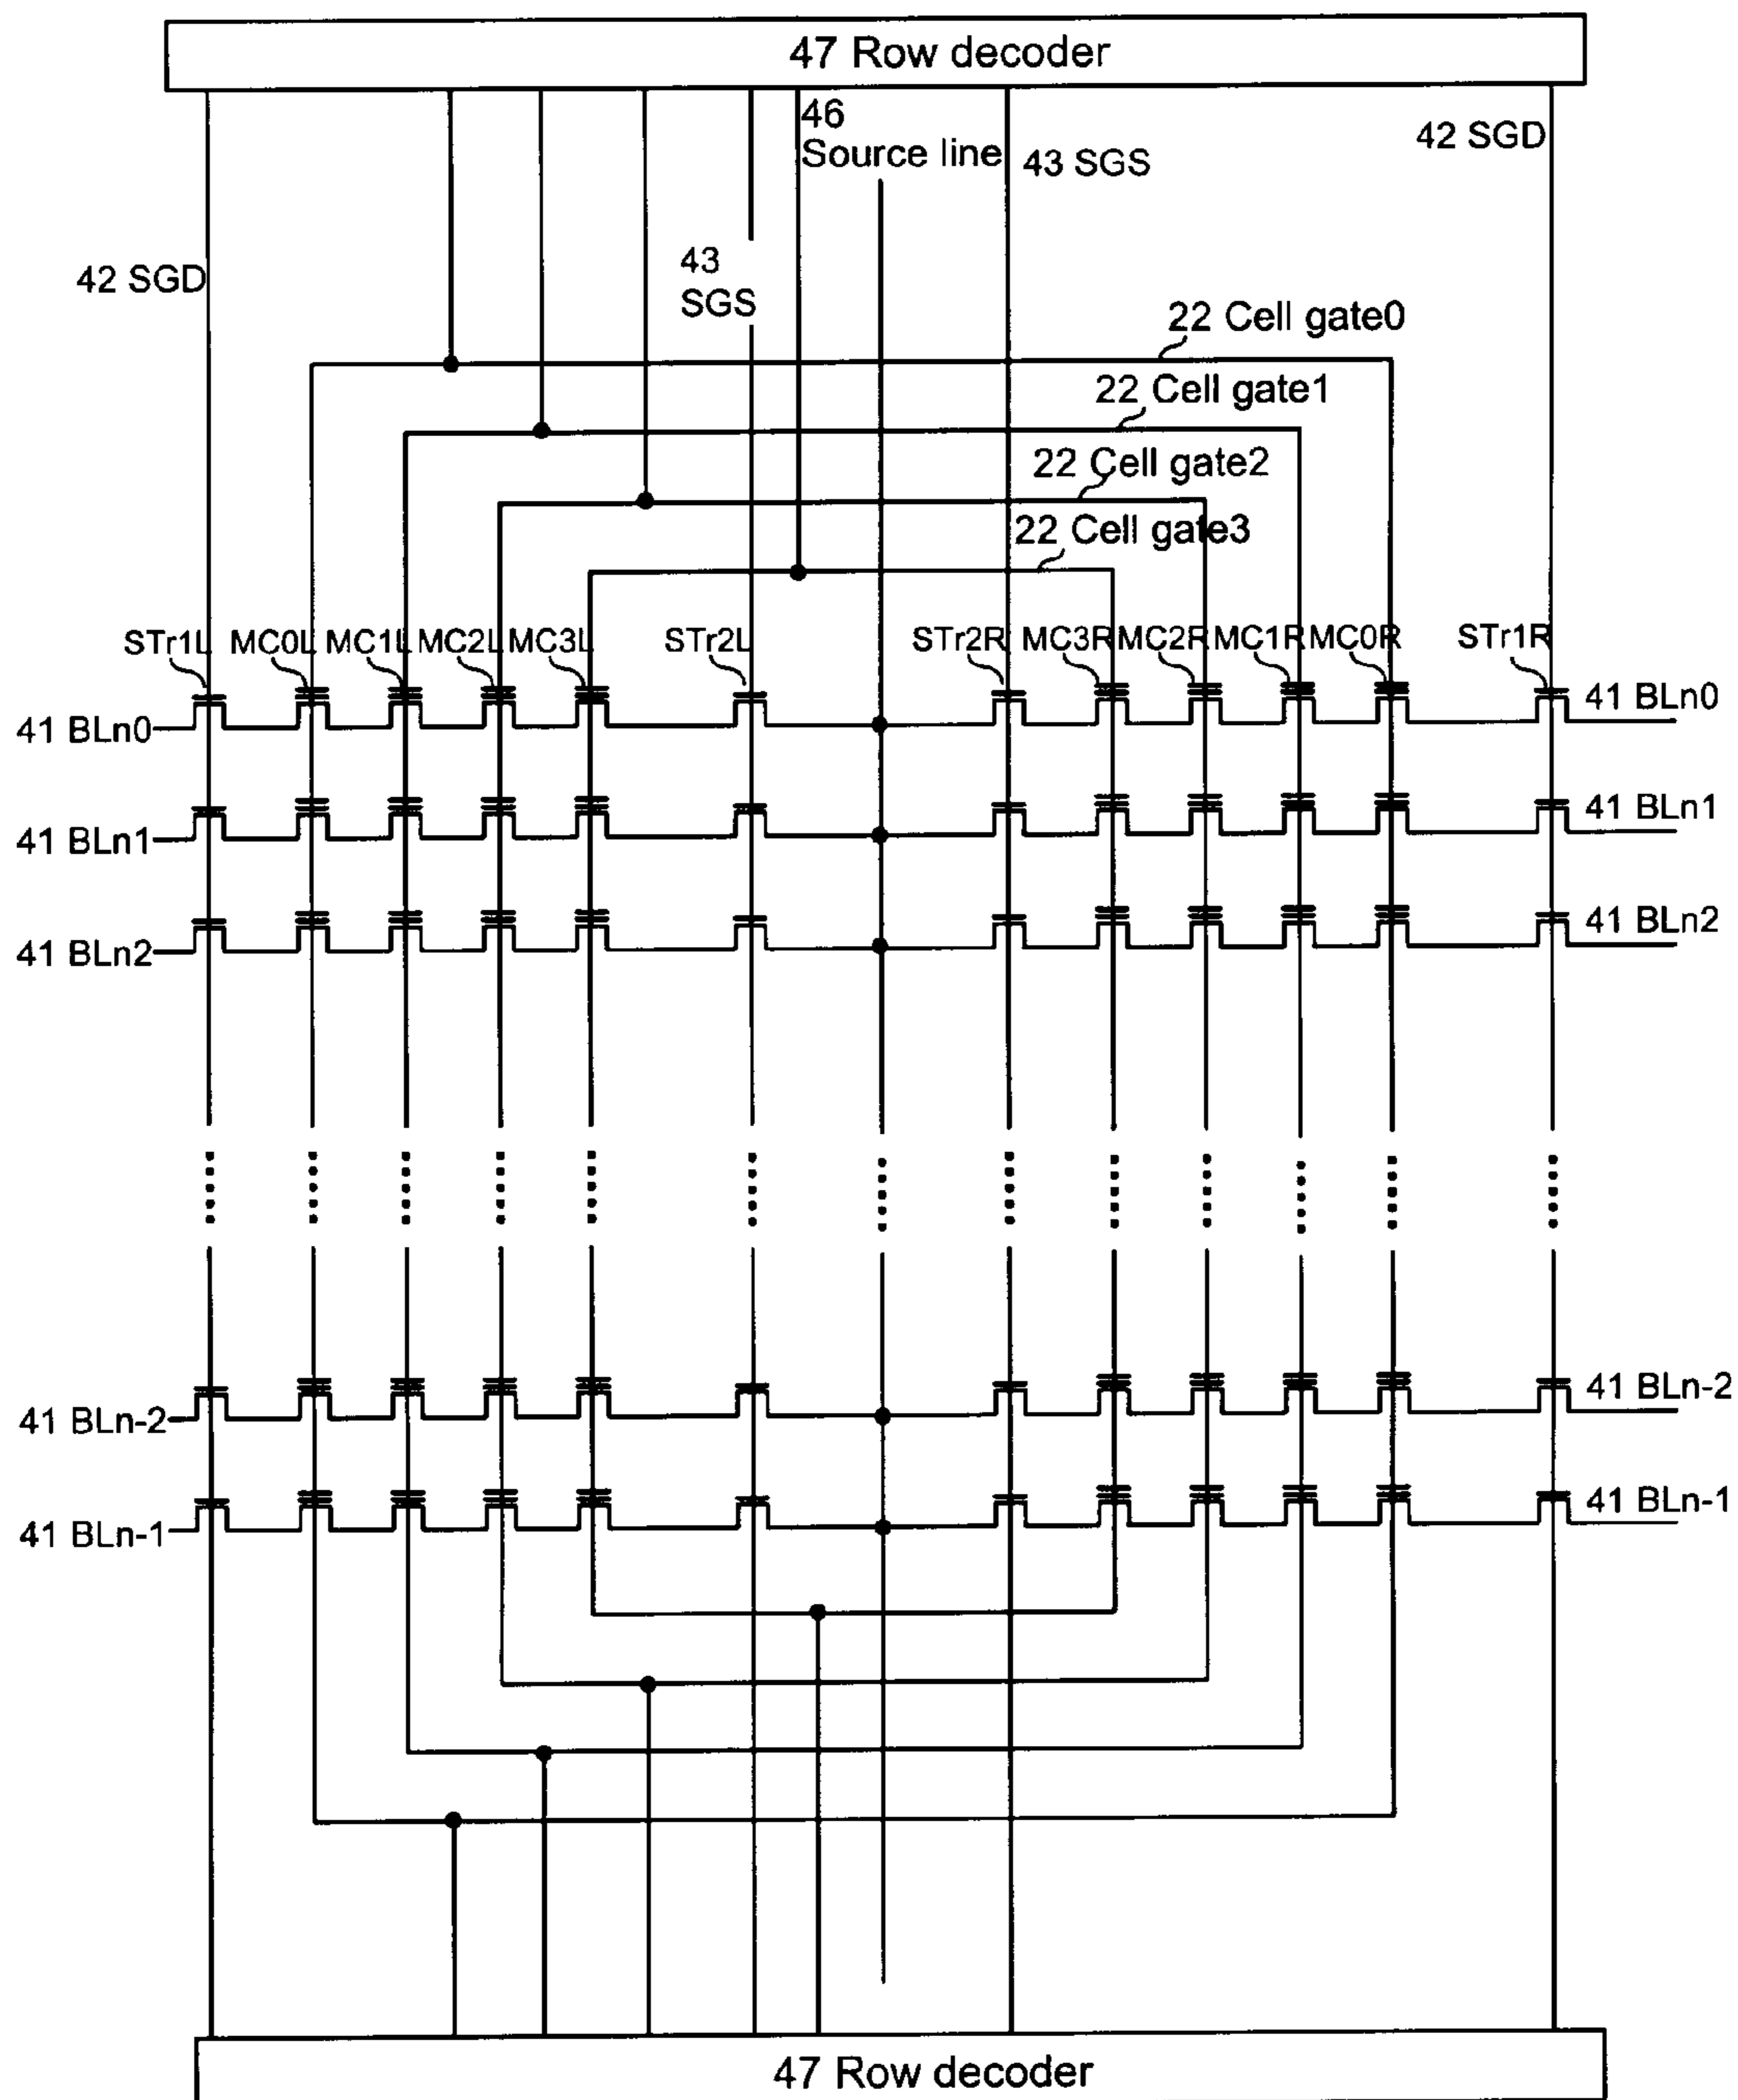 47 Row decoder
46
Source line
43 SGS
42 SGD
42 SGD
43
SGS
22 Cell gate0
22 Cell gate1
22 Cell gate2
22 Cell gate3
STr1L MC0L MC1L MC2L MC3L STr2L STr2R MC3R MC2R MC1R MC0R STr1R
41 BLn0 41 BLn0
41 BLn1 41 BLn1
41 BLn2 41 BLn2
41 BLn-2 41 BLn-2
41 BLn-1 41 BLn-1
47 Row decoder